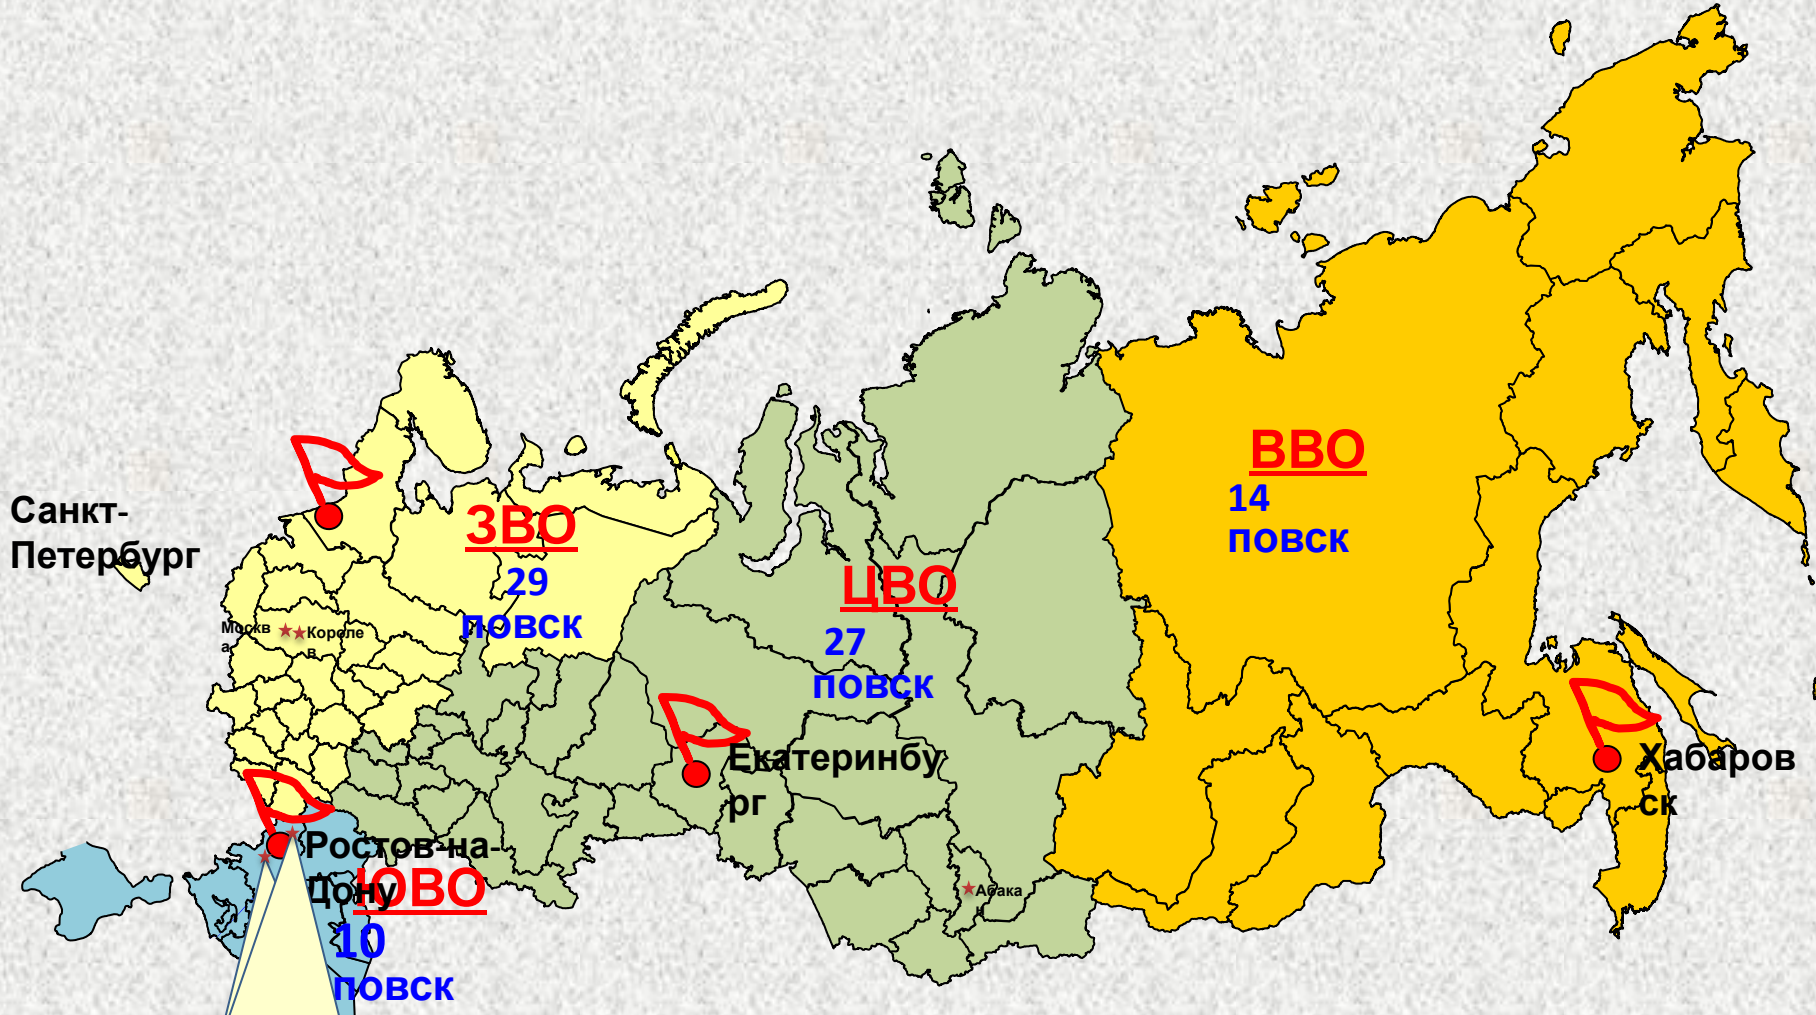 ВВО
14
повск
Санкт-
Петербург
ЗВО
29
повск
ЦВО
27
повск
Москв
а
Короле
в
Екатеринбу
рг
Хабаров
ск
Ростов-на-
Дону
ЮВО
10
повск
Абака